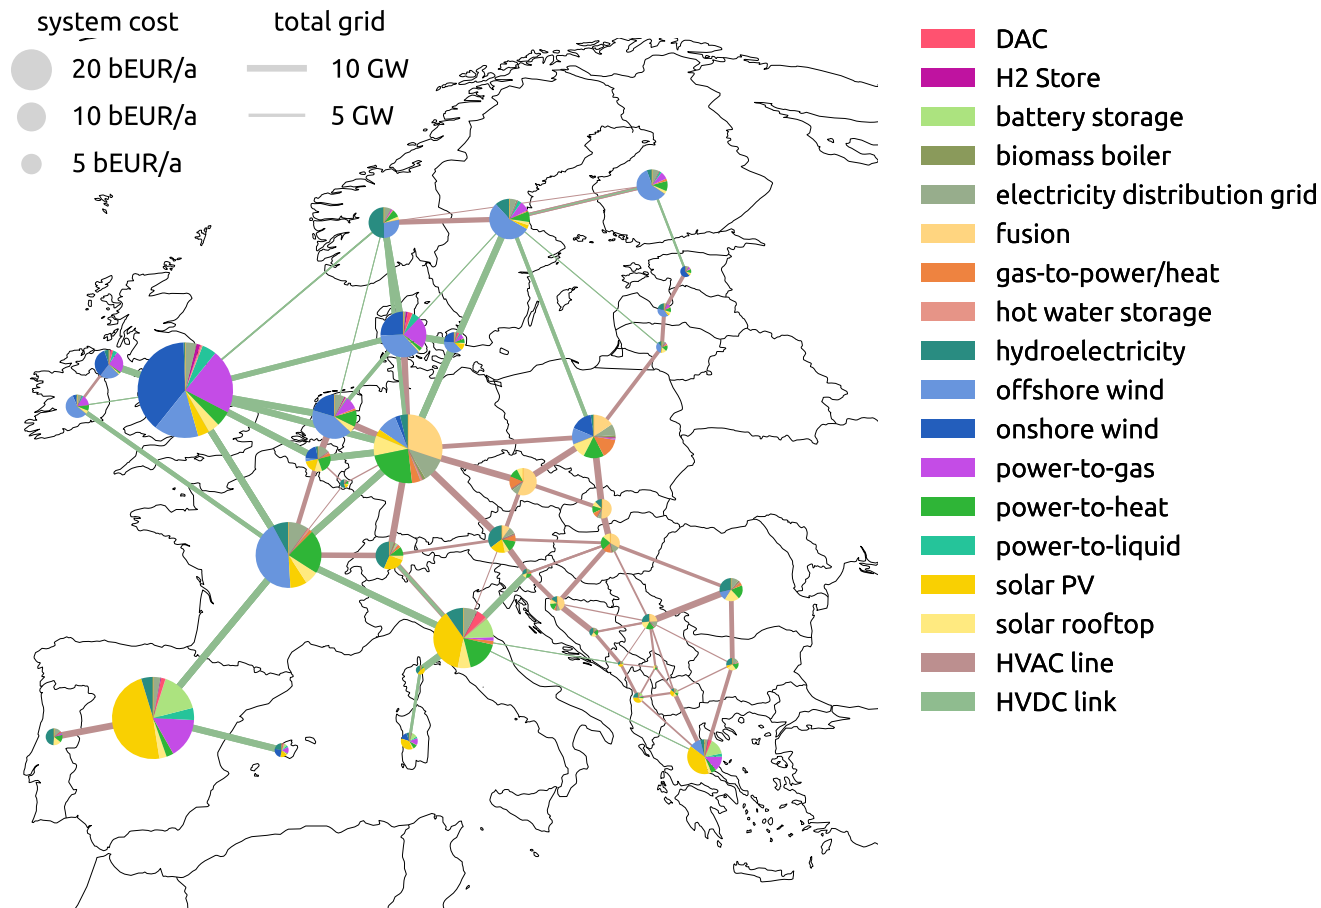 system cost
20 bEUR/a
10 bEUR/a
5 bEUR/a
total grid
10 GW
5 GW
DAC
H2 Store
battery storage
biomass boiler
electricity distribution grid
fusion
gas-to-power/heat
hot water storage
hydroelectricity
offshore wind
onshore wind
power-to-gas
power-to-heat
power-to-liquid
solar PV
solar rooftop
HVAC line
HVDC link